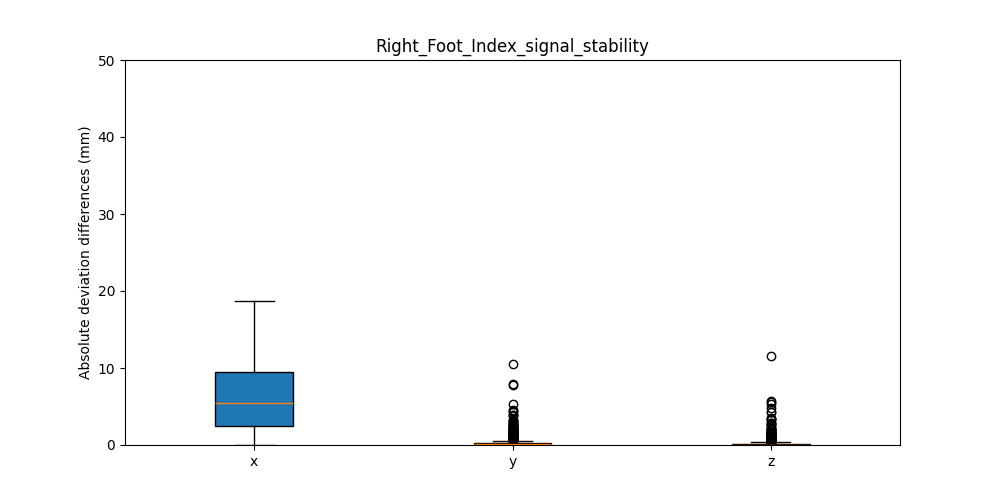 Right_Foot_Index_signal_stability
Absolute deviation differences (mm)
50
40
30
20
10
0
x y z